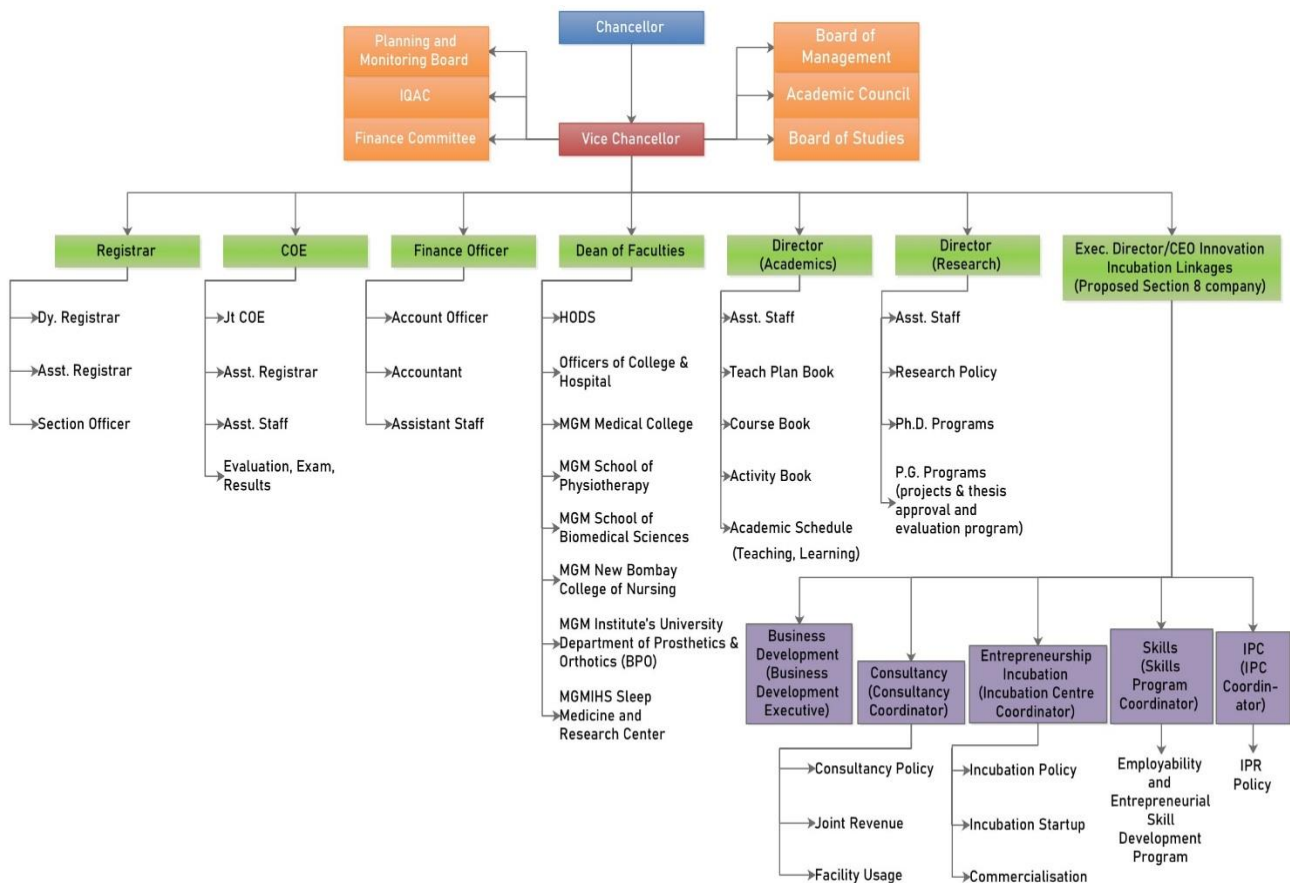 Chancellor
Planning and
Monitoring Board
IQAC
Finance Committee
Vice Chancellor
Board of
Management
Academic Council
Board of Studies
Registrar
Dy. Registrar
Asst. Registrar
Section Officer
COE
Jt COE
Asst. Registrar
Asst. Staff
Evaluation, Exam,
Results
Finance Officer
Account Officer
Accountant
Assistant Staff
Dean of Faculties
HODS
Officers of College &
Hospital
MGM Medical College
MGM School of
Physiotherapy
MGM School of
Biomedical Sciences
MGM New Bombay
College of Nursing
MGM Institute's University
Department of Prosthetics &
Orthotics (BPO)
MGMIHS Sleep
Medicine and
Research Center
Director
(Academics)
Asst. Staff
Teach Plan Book
Course Book
Activity Book
Academic Schedule
(Teaching, Learning)
Director
(Research)
Asst. Staff
Research Policy
Ph.D. Programs
P.G. Programs
(projects & thesis
approval and
evaluation program)
Exec. Director/CEO Innovation
Incubation Linkages
(Proposed Section 8 company)
Business
Development
(Business
Development
Executive)
Consultancy
(Consultancy
Coordinator)
Consultancy Policy
Joint Revenue
Facility Usage
Entrepreneurship
Incubation
(Incubation Centre
Coordinator)
Incubation Policy
Incubation Startup
Commercialisation
Skills
(Skills
Program
Coordinator)
Employability
and
Entrepreneurial
Skill
Development
Program
IPC
(IPC
Coordin-
ator)
IPR
Policy